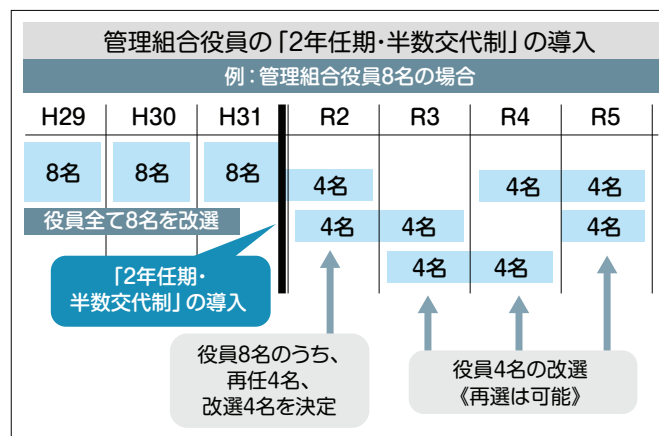 管理組合役員の「2年任期・半数交代制」の導入
例：管理組合役員8名の場合
H29 H30 H31 R2 R3 R4 R5
8名 8名 8名
4名 4名 4名
役員全て8名を改選
4名 4名 4名
4名 4名
「2年任期・
半数交代制」の導入
役員8名のうち、
再任4名、
改選4名を決定
役員4名の改選
《再選は可能》